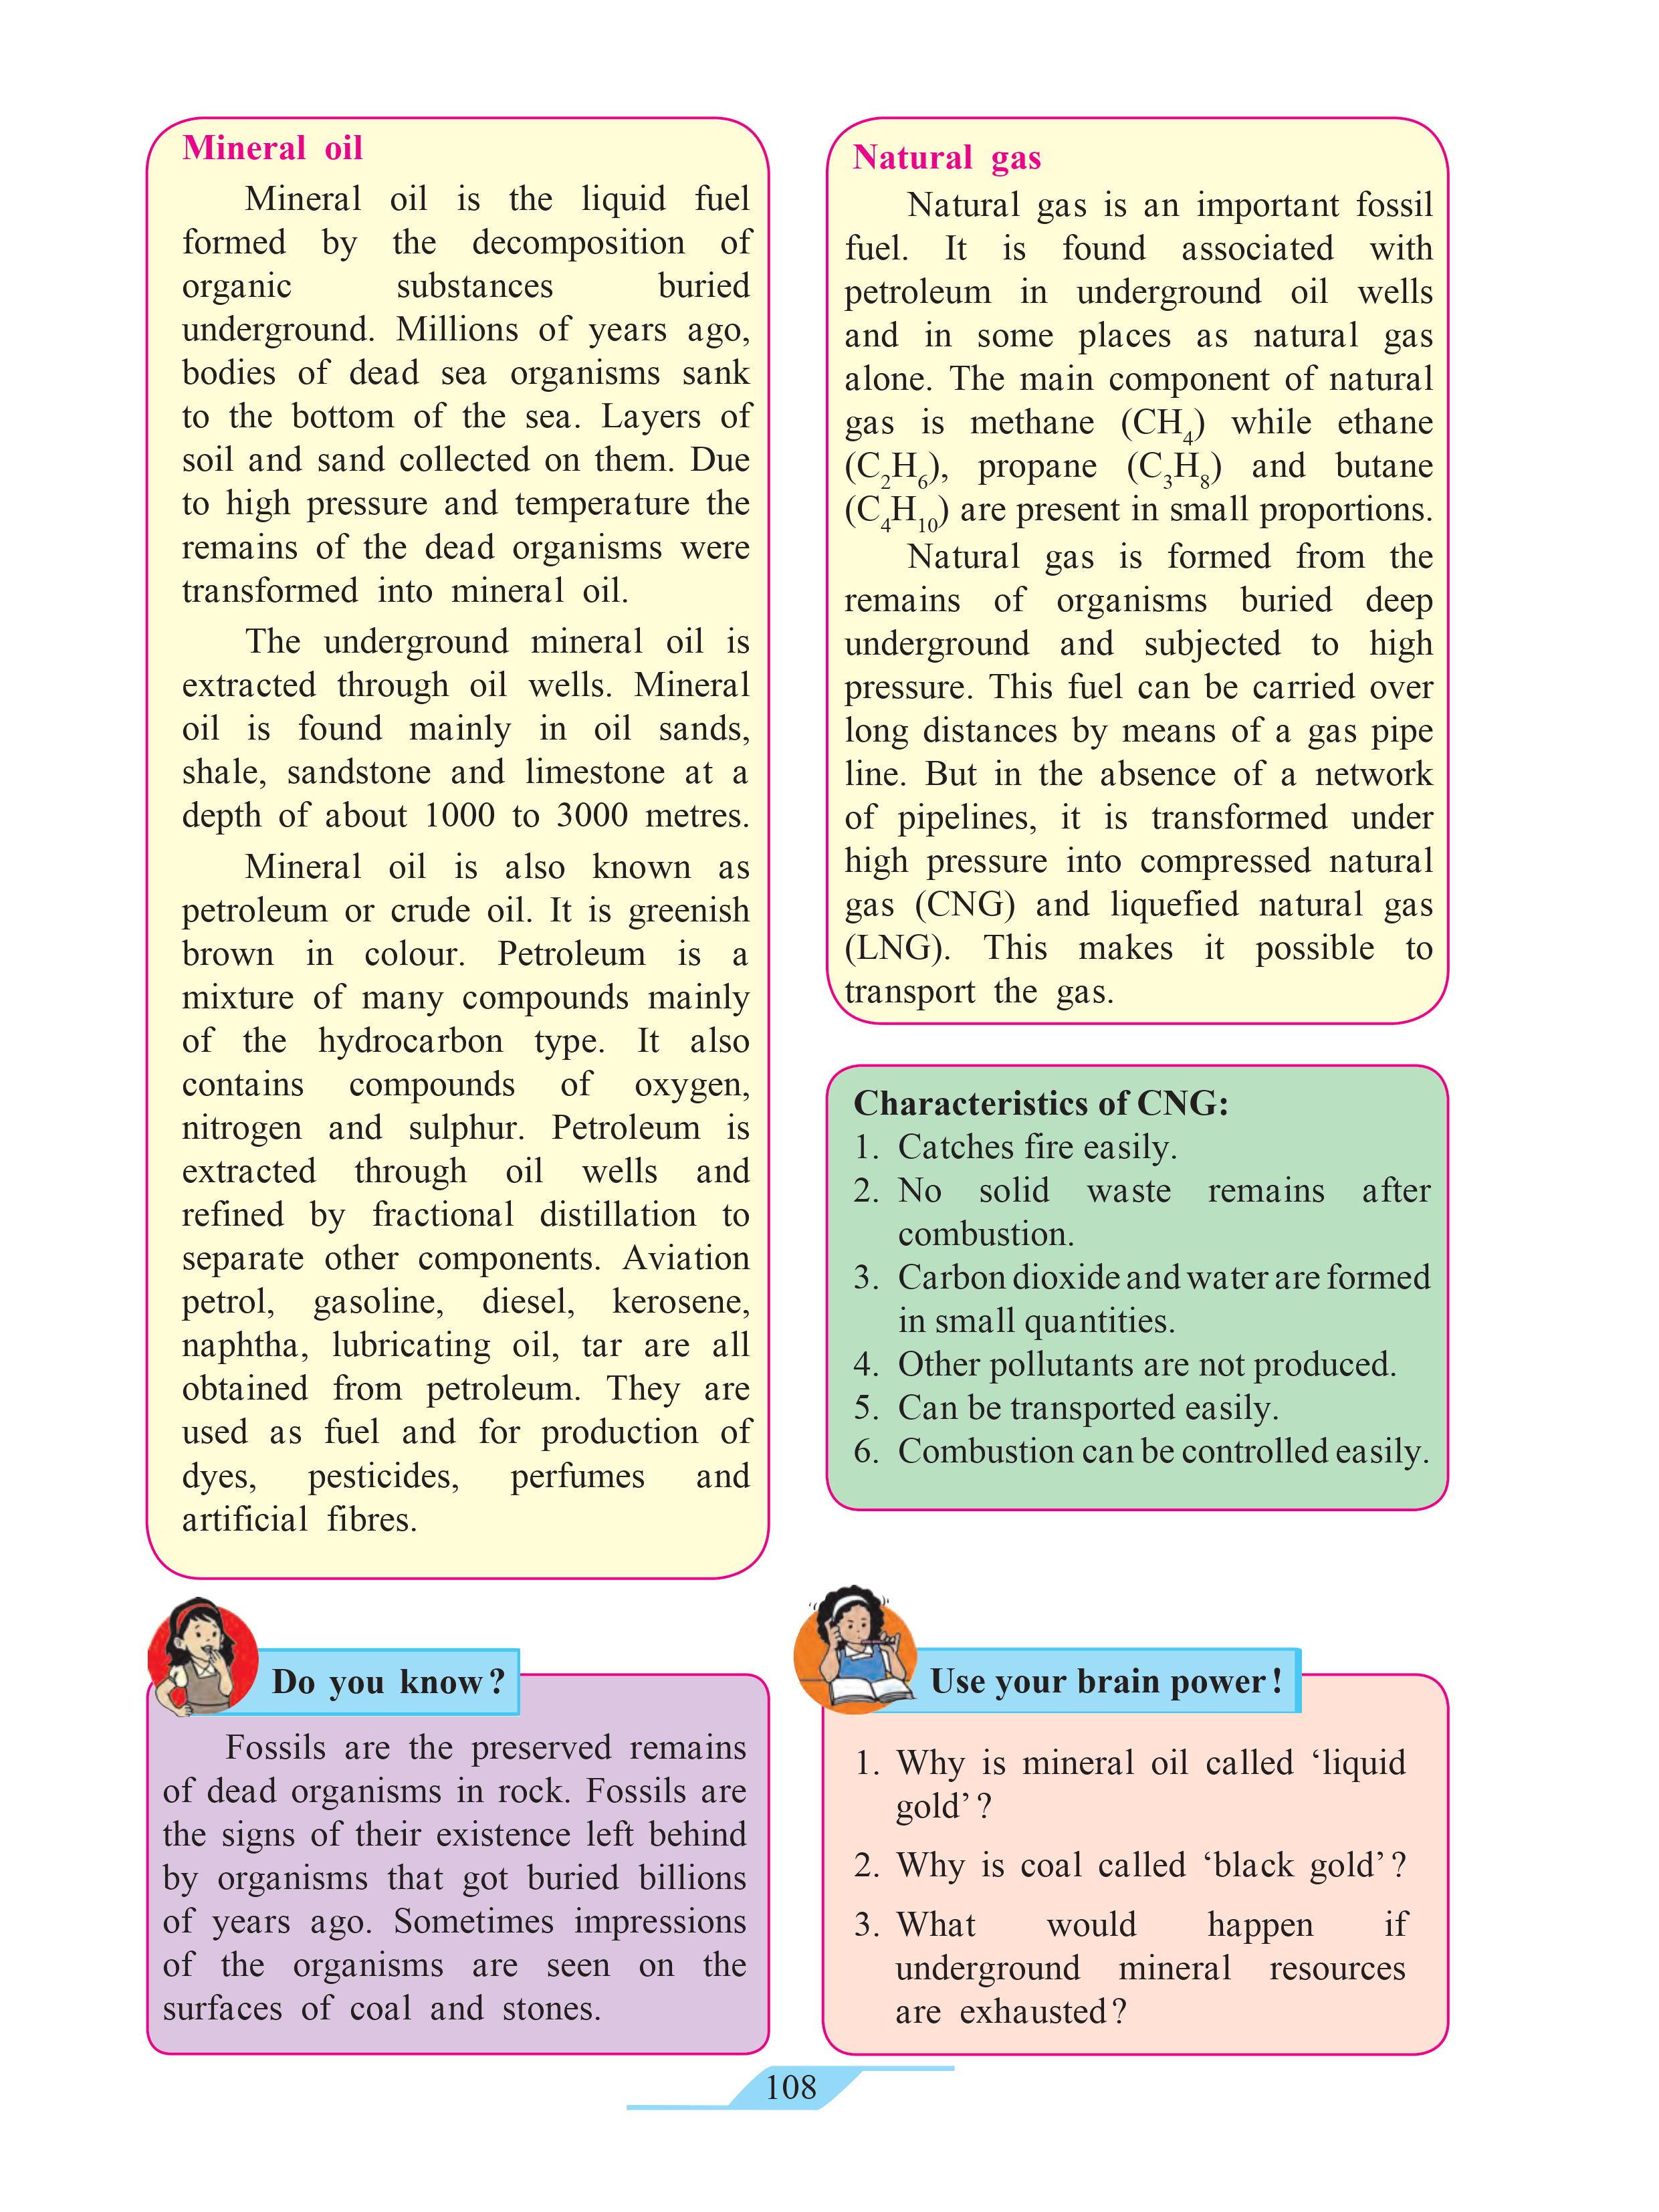 Mineral oil
Mineral oil is the liquid fuel
formed by the decomposition of
organic substances buried
underground. Millions of years ago,
bodies of dead sea organisms sank
to the bottom of the sea. Layers of
soil and sand collected on them. Due
to high pressure and temperature the
remains of the dead organisms were
transformed into mineral oil.
The underground mineral oil is
extracted through oil wells. Mineral
oil is found mainly in oil sands,
shale, sandstone and limestone at a
depth of about 1000 to 3000 metres.
Mineral oil is also known as
petroleum or crude oil. It is greenish
brown in colour. Petroleum is a
mixture of many compounds mainly
of the hydrocarbon type. It also
contains compounds of oxygen,
nitrogen and sulphur. Petroleum is
extracted through oil wells and
refined by fractional distillation to
separate other components. Aviation
petrol, gasoline, diesel, kerosene,
naphtha, lubricating oil, tar are all
obtained from petroleum. They are
used as fuel and for production of
dyes, pesticides, perfumes and
artificial fibres.
Natural gas
Natural gas is an important fossil
fuel. It is found associated with
petroleum in underground oil wells
and in some places as natural gas
alone. The main component of natural
gas is methane (CH₄) while ethane
(C₂H₆), propane (C₃H₈) and butane
(C₄H₁₀) are present in small proportions.
Natural gas is formed from the
remains of organisms buried deep
underground and subjected to high
pressure. This fuel can be carried over
long distances by means of a gas pipe
line. But in the absence of a network
of pipelines, it is transformed under
high pressure into compressed natural
gas (CNG) and liquefied natural gas
(LNG). This makes it possible to
transport the gas.
Characteristics of CNG:
1. Catches fire easily.
2. No solid waste remains after
combustion.
3. Carbon dioxide and water are formed
in small quantities.
4. Other pollutants are not produced.
5. Can be transported easily.
6. Combustion can be controlled easily.
Do you know?
Fossils are the preserved remains
of dead organisms in rock. Fossils are
the signs of their existence left behind
by organisms that got buried billions
of years ago. Sometimes impressions
of the organisms are seen on the
surfaces of coal and stones.
Use your brain power!
1. Why is mineral oil called ‘liquid
gold’?
2. Why is coal called ‘black gold’?
3. What would happen if
underground mineral resources
are exhausted?
108